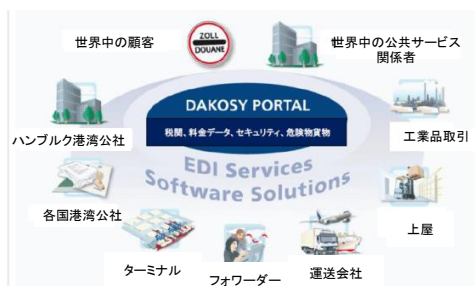 世界中の顧客
ZOLL
DOUANE
世界中の公共サービス
関係者
DAKOSY PORTAL
税関、料金データ、セキュリティ、危険物貨物
ハンブルク港湾公社
工業品取引
EDI Services
Software Solutions
各国港湾公社
上屋
ターミナル
フォワーダー
運送会社